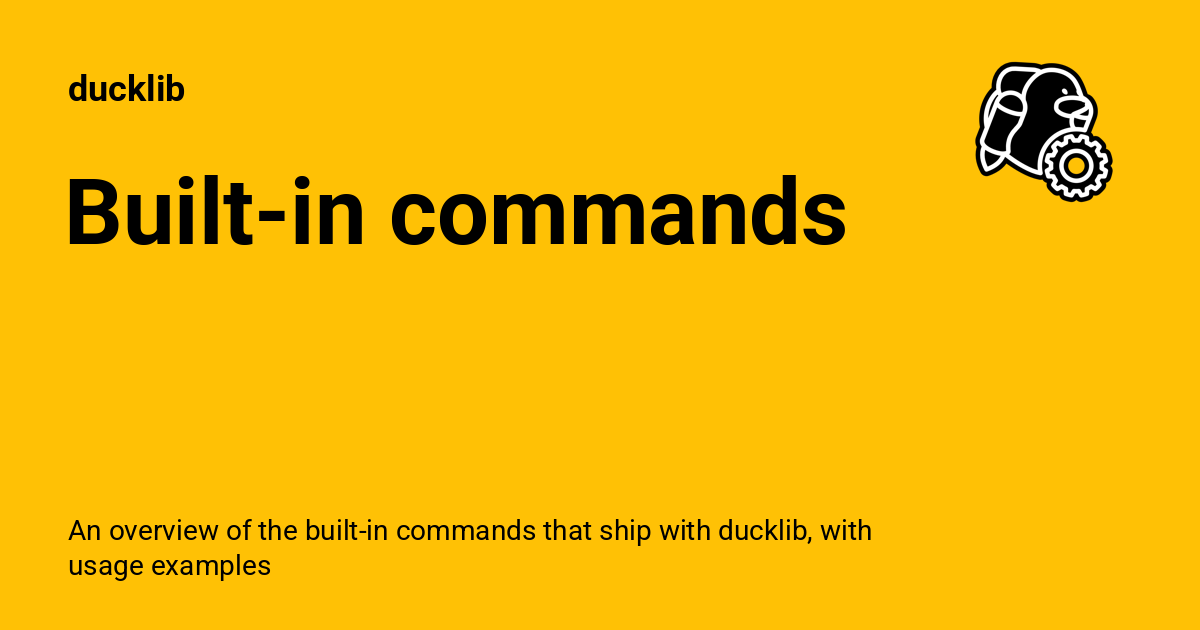 ducklib
Built-in commands
An overview of the built-in commands that ship with ducklib, with
usage examples